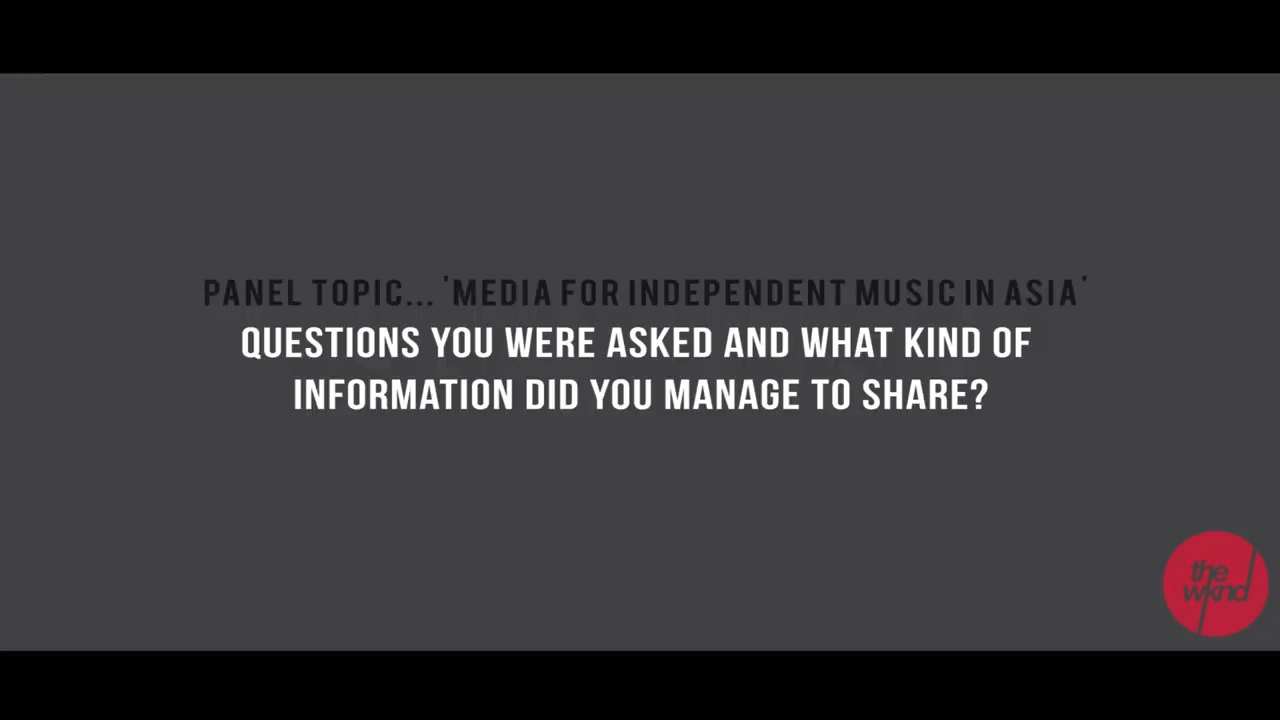 PANEL TOPIC... 'MEDIA FOR INDEPENDENT MUSIC IN ASIA'
QUESTIONS YOU WERE ASKED AND WHAT KIND OF
INFORMATION DID YOU MANAGE TO SHARE?
the
wknd